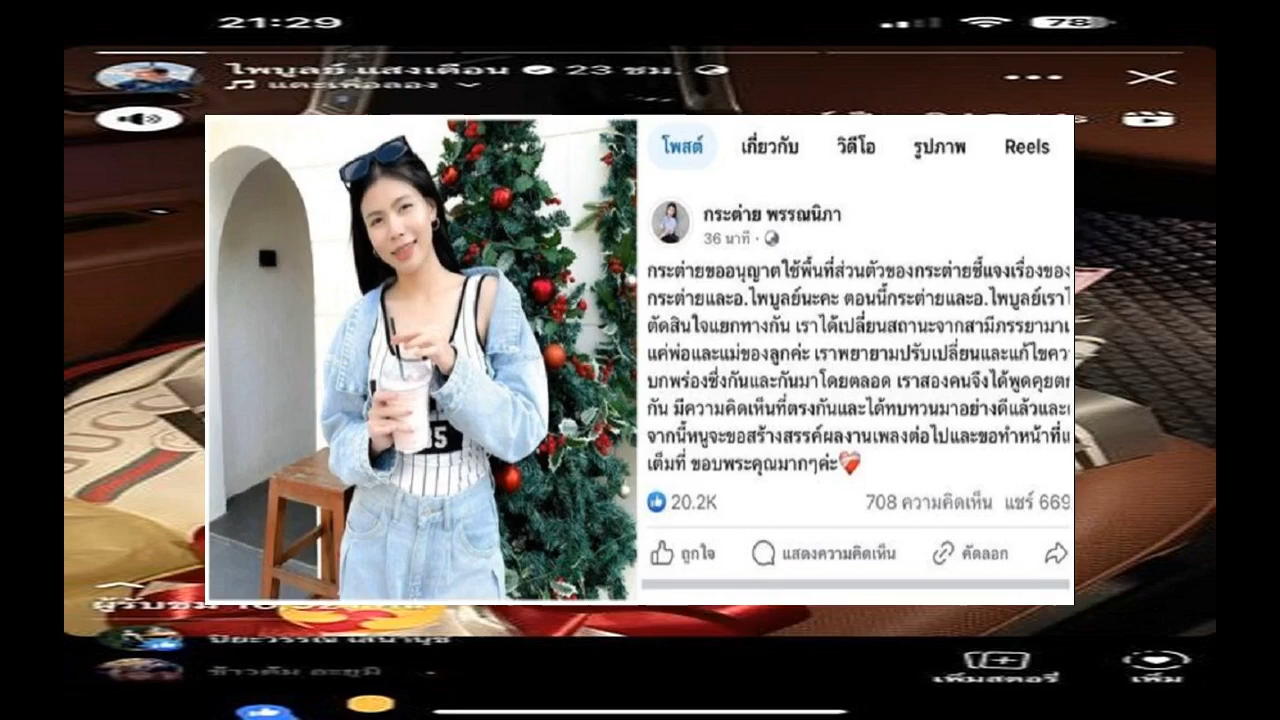 21:29
78
ไพบูลย์ แสงเดือน 23 ชม.
แตะเพื่อลอง
โพสต์ เกี่ยวกับ วิดีโอ รูปภาพ Reels
กระต่าย พรรณนิภา
36 นาที
กระต่ายขออนุญาตใช้พื้นที่ส่วนตัวของกระต่ายชี้แจงเรื่องของ
กระต่ายและอ.ไพบูลย์นะคะ ตอนนี้กระต่ายและอ.ไพบูลย์เรา
ตัดสินใจแยกทางกัน เราได้เปลี่ยนสถานะจากสามีภรรยามา
แค่พ่อและแม่ของลูกค่ะ เราพยายามปรับเปลี่ยนและแก้ไข
บกพร่องซึ่งกันและกันมาโดยตลอด เราสองคนจึงได้พูดคุย
กัน มีความคิดเห็นที่ตรงกันและได้ทบทวนมาอย่างดีแล้วและ
จากนี้หนูจะขอสร้างสรรค์ผลงานเพลงต่อไปและขอทำหน้าที่
เต็มที่ ขอบพระคุณมากๆค่ะ❤️‍🩹
20.2K 708 ความคิดเห็น แชร์ 669
ถูกใจ แสดงความคิดเห็น คัดลอก
GUCCI
ผู้รับชม
เพิ่มสตอรี่ เพิ่ม